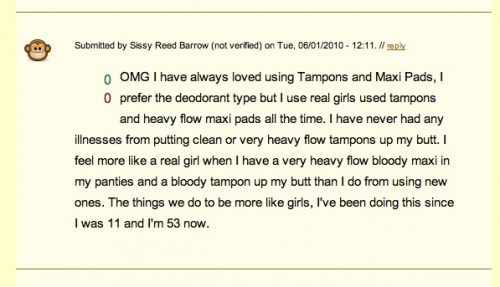 Submitted by Sissy Reed Barrow (not verified) on Tue, 06/01/2010 - 12:11. // reply
0 OMG I have always loved using Tampons and Maxi Pads, I
0 prefer the deodorant type but I use real girls used tampons
and heavy flow maxi pads all the time. I have never had any
illnesses from putting clean or very heavy flow tampons up my butt. I
feel more like a real girl when I have a very heavy flow bloody maxi in
my panties and a bloody tampon up my butt than I do from using new
ones. The things we do to be more like girls, I've been doing this since
I was 11 and I'm 53 now.